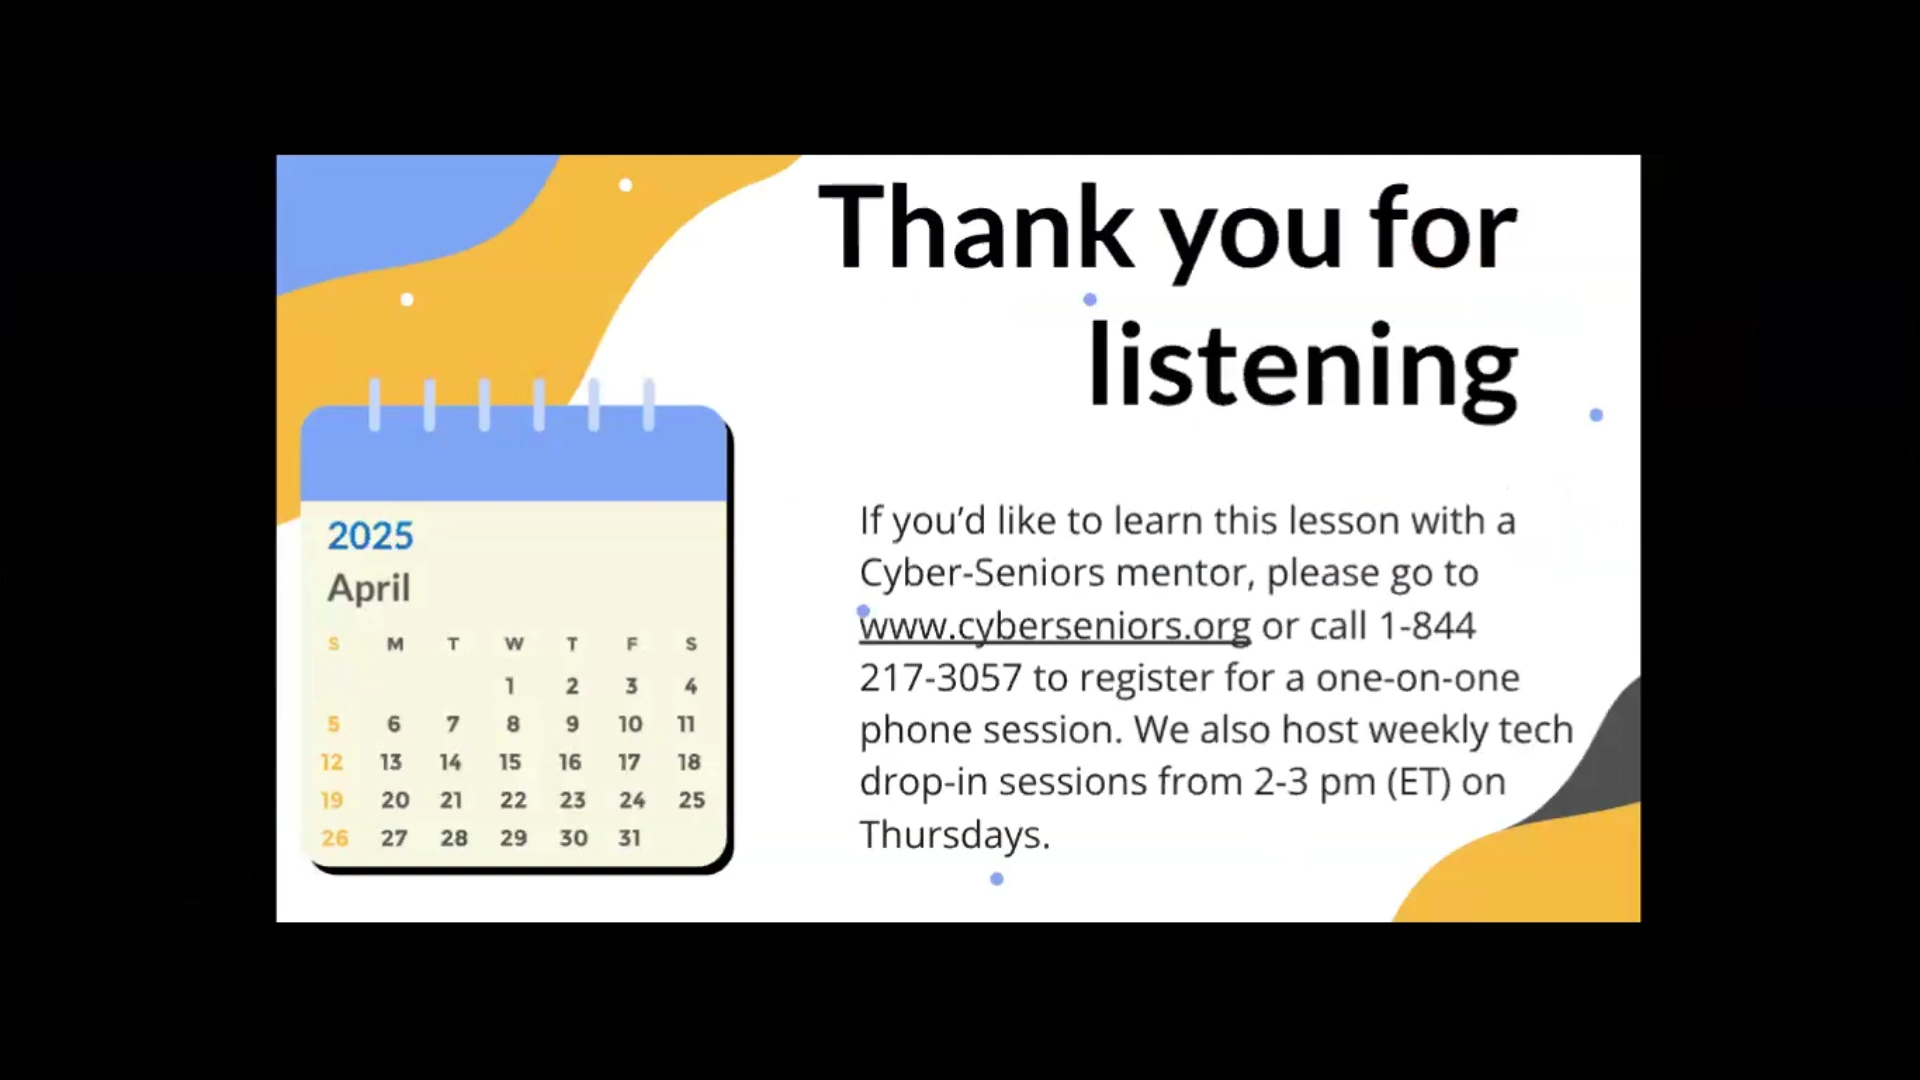 Thank you for
listening
2025
April
S M T W T F S
1 2 3 4
5 6 7 8 9 10 11
12 13 14 15 16 17 18
19 20 21 22 23 24 25
26 27 28 29 30 31
If you’d like to learn this lesson with a
Cyber-Seniors mentor, please go to
www.cyberseniors.org or call 1-844
217-3057 to register for a one-on-one
phone session. We also host weekly tech
drop-in sessions from 2-3 pm (ET) on
Thursdays.